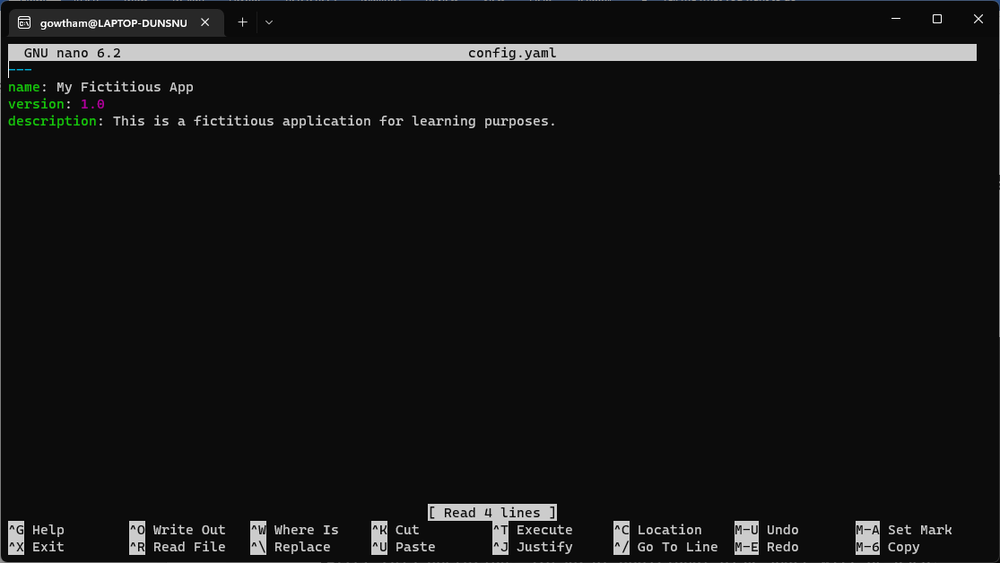 gowtham@LAPTOP-DUNSNU
GNU nano 6.2 config.yaml
---
name: My Fictitious App
version: 1.0
description: This is a fictitious application for learning purposes.
[ Read 4 lines ]
^G Help ^O Write Out ^W Where Is ^K Cut ^T Execute ^C Location M-U Undo M-A Set Mark
^X Exit ^R Read File ^\ Replace ^U Paste ^J Justify ^/ Go To Line M-E Redo M-6 Copy